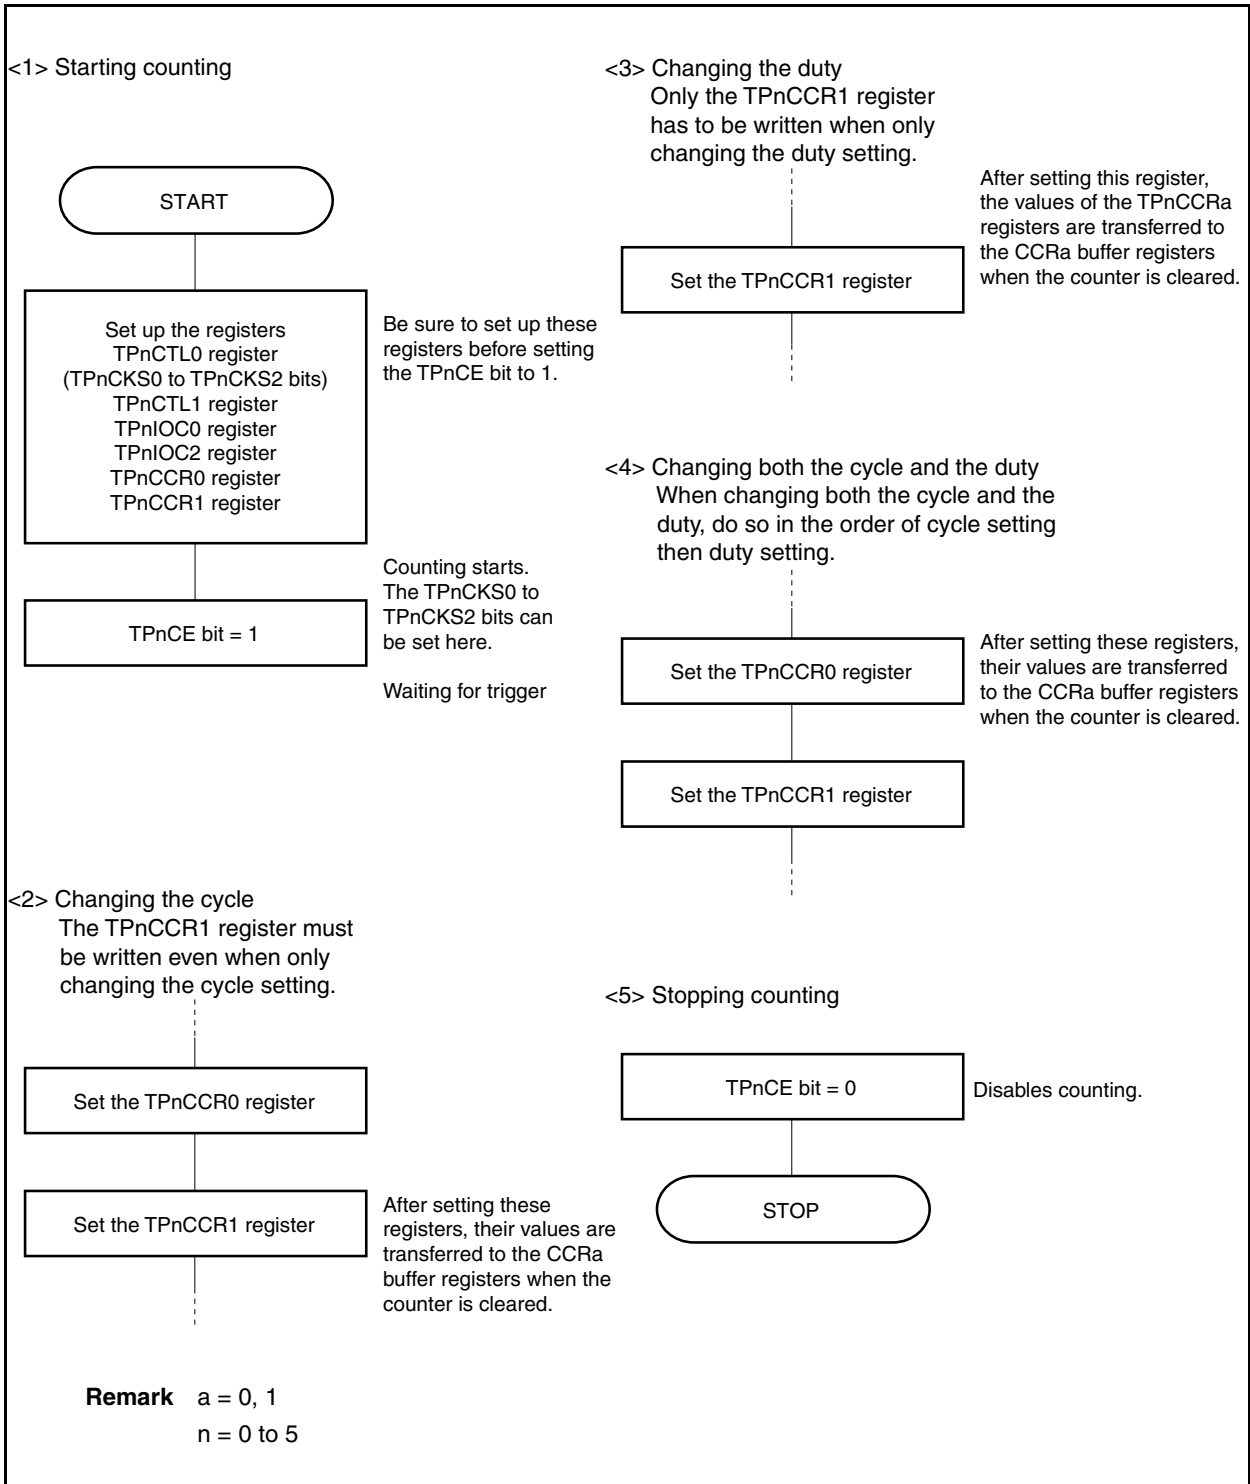 <1> Starting counting
START
Set up the registers
TPnCTL0 register
(TPnCKS0 to TPnCKS2 bits)
TPnCTL1 register
TPnIOC0 register
TPnIOC2 register
TPnCCR0 register
TPnCCR1 register
Be sure to set up these
registers before setting
the TPnCE bit to 1.
TPnCE bit = 1
Counting starts.
The TPnCKS0 to
TPnCKS2 bits can
be set here.
Waiting for trigger
<2> Changing the cycle
The TPnCCR1 register must
be written even when only
changing the cycle setting.
Set the TPnCCR0 register
Set the TPnCCR1 register
After setting these
registers, their values are
transferred to the CCRa
buffer registers when the
counter is cleared.
<3> Changing the duty
Only the TPnCCR1 register
has to be written when only
changing the duty setting.
Set the TPnCCR1 register
After setting this register,
the values of the TPnCCRa
registers are transferred to
the CCRa buffer registers
when the counter is cleared.
<4> Changing both the cycle and the duty
When changing both the cycle and the
duty, do so in the order of cycle setting
then duty setting.
Set the TPnCCR0 register
Set the TPnCCR1 register
After setting these registers,
their values are transferred
to the CCRa buffer registers
when the counter is cleared.
<5> Stopping counting
TPnCE bit = 0
Disables counting.
STOP
Remark a = 0, 1
n = 0 to 5